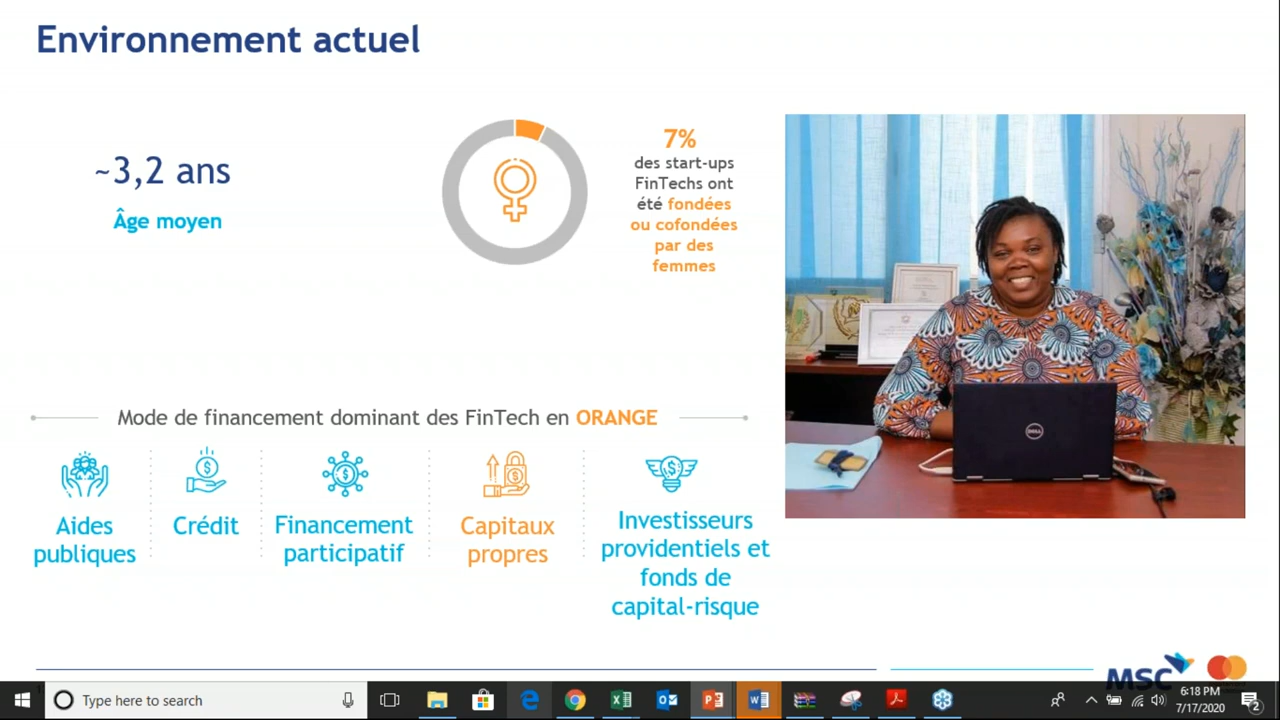 Environnement actuel
~3,2 ans
Âge moyen
7%
des start-ups
FinTechs ont
été fondées
ou cofondées
par des
femmes
DELL
Mode de financement dominant des FinTech en ORANGE
Aides
publiques
Crédit
Financement
participatif
Capitaux
propres
Investisseurs
providentiels et
fonds de
capital-risque
MSC
Type here to search
6:18 PM
7/17/2020
2